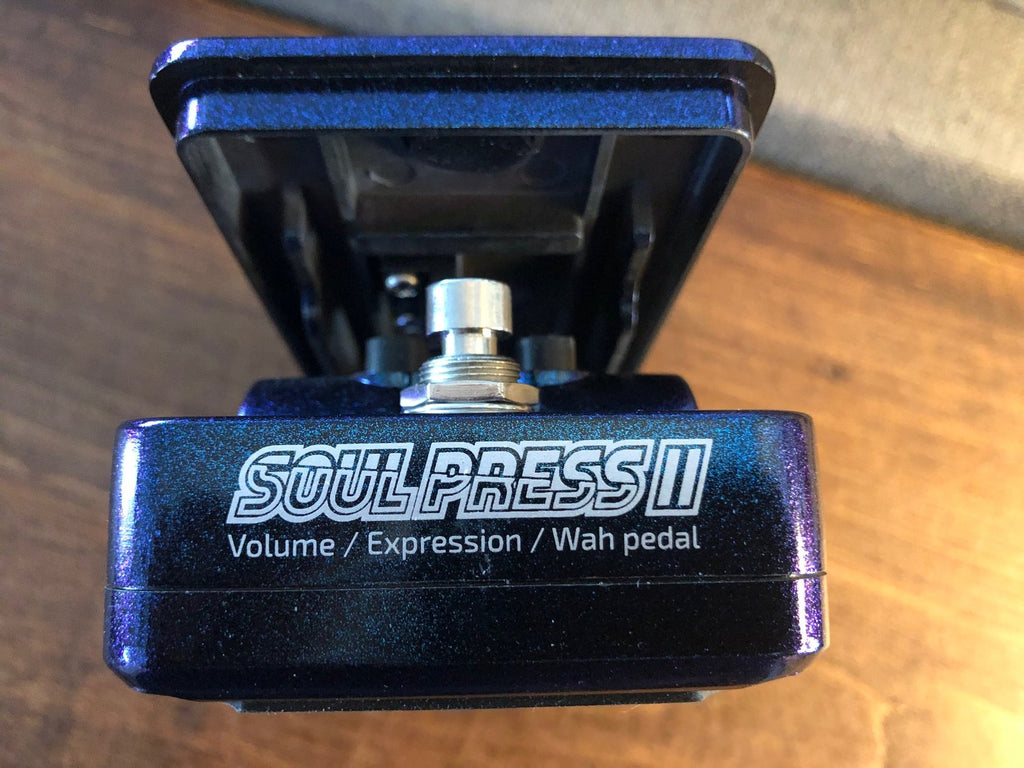 SOUL PRESS II
Volume / Expression / Wah pedal